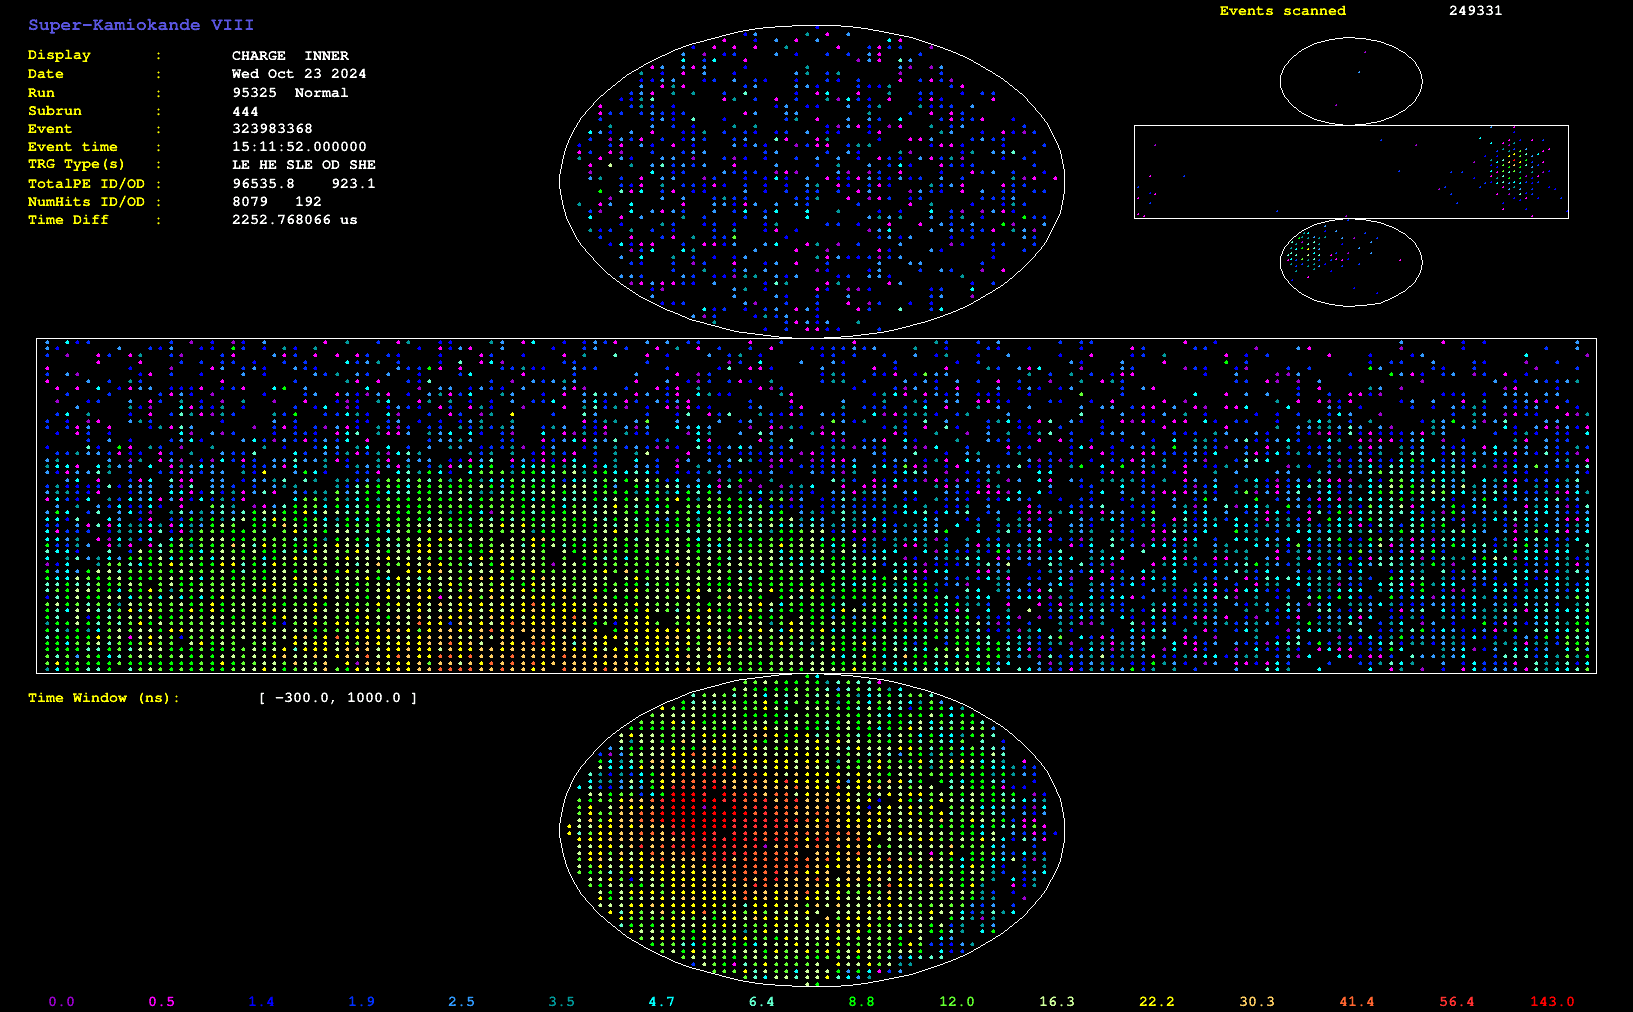 Super-Kamiokande VIII
Events scanned 249331
Display : CHARGE INNER
Date : Wed Oct 23 2024
Run : 95325 Normal
Subrun : 444
Event : 323983368
Event time : 15:11:52.000000
TRG Type(s) : LE HE SLE OD SHE
TotalPE ID/OD : 96535.8 923.1
NumHits ID/OD : 8079 192
Time Diff : 2252.768066 us
Time Window (ns): [ −300.0, 1000.0 ]
0.0 0.5 1.4 1.9 2.5 3.5 4.7 6.4 8.8 12.0 16.3 22.2 30.3 41.4 56.4 143.0